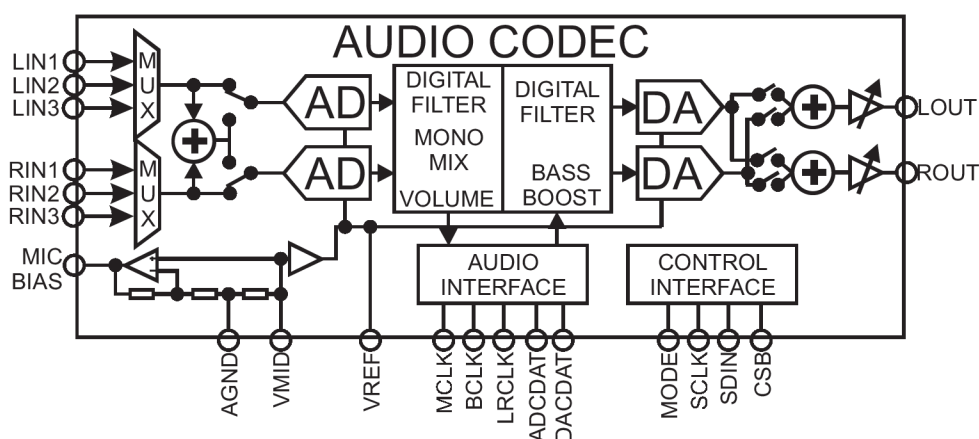 AUDIO CODEC
LIN1
LIN2
LIN3
MUX
RIN1
RIN2
RIN3
MUX
MIC
BIAS
+
AD
AD
DIGITAL
FILTER
MONO
MIX
VOLUME
DIGITAL
FILTER
BASS
BOOST
DA
DA
+
+
LOUT
ROUT
+
−
AUDIO
INTERFACE
CONTROL
INTERFACE
AGND
VMID
VREF
MCLK
BCLK
LRCLK
ADCDAT
DACDAT
MODE
SCLK
SDIN
CSB